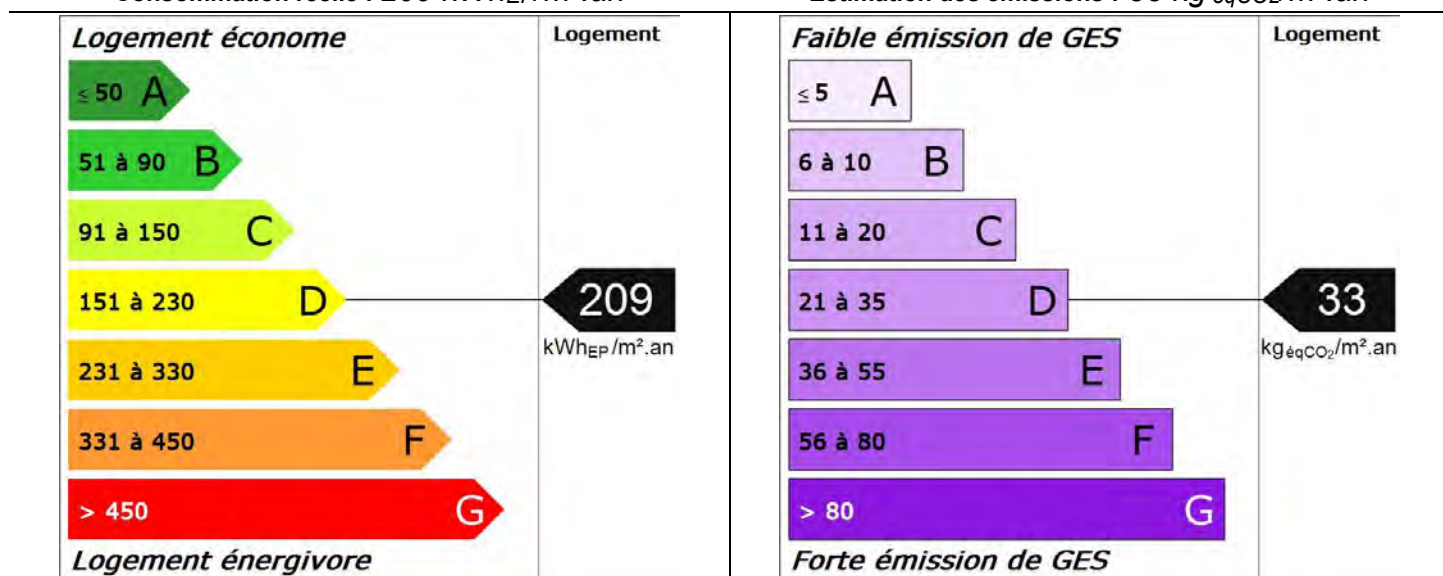 Logement économe
Logement
≤ 50 A
51 à 90 B
91 à 150 C
151 à 230 D
209
kWhEP/m².an
231 à 330 E
331 à 450 F
> 450 G
Logement énergivore
Faible émission de GES
Logement
≤ 5 A
6 à 10 B
11 à 20 C
21 à 35 D
33
kgéqCO2/m².an
36 à 55 E
56 à 80 F
> 80 G
Forte émission de GES